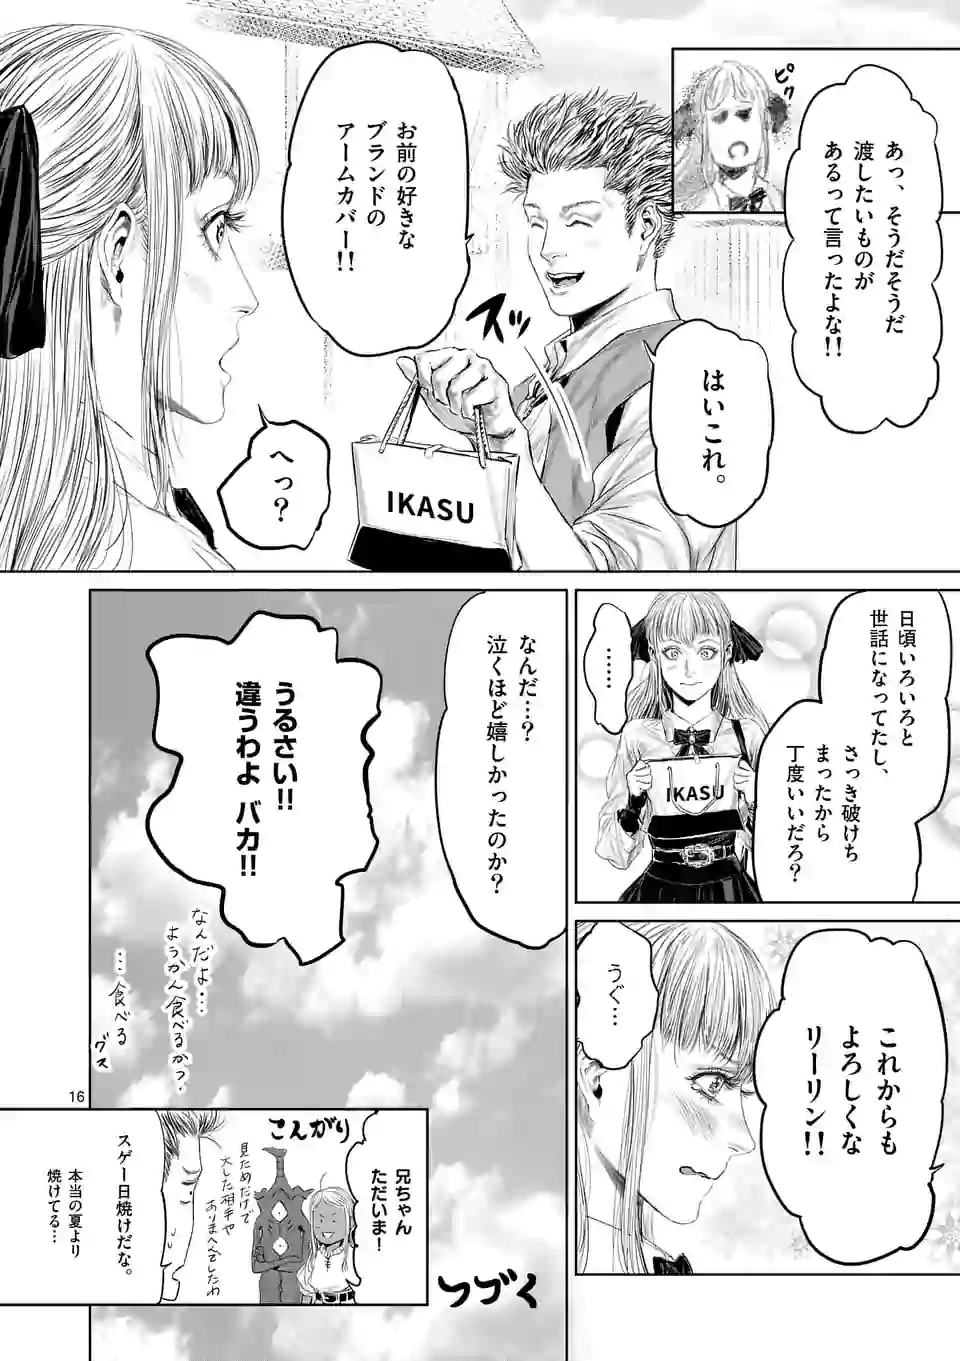 ピク
あっ、そうだそうだ
渡したいものが
あるって言ったよな!!
はいこれ。
ズッ
お前の好きな
ブランドの
アームカバー!!
IKASU
へっ?
日頃いろいろと
世話になってたし、
さっき破けち
まったから
丁度いいだろ?
………
IKASU
これからも
よろしくな
リーリン!!
うぐ…
なんだ…?
泣くほど嬉しかったのか?
うるさい!!
違うわよ バカ!!
なんだよ…
ようかん食べるか?
…食べる
グス
兄ちゃん
ただいま!
こんがり
見ためだけで
大した相手や
ありまへんでしたわ
スゲー日焼けだな。
本当の夏より
焼けてる…
つづく
16